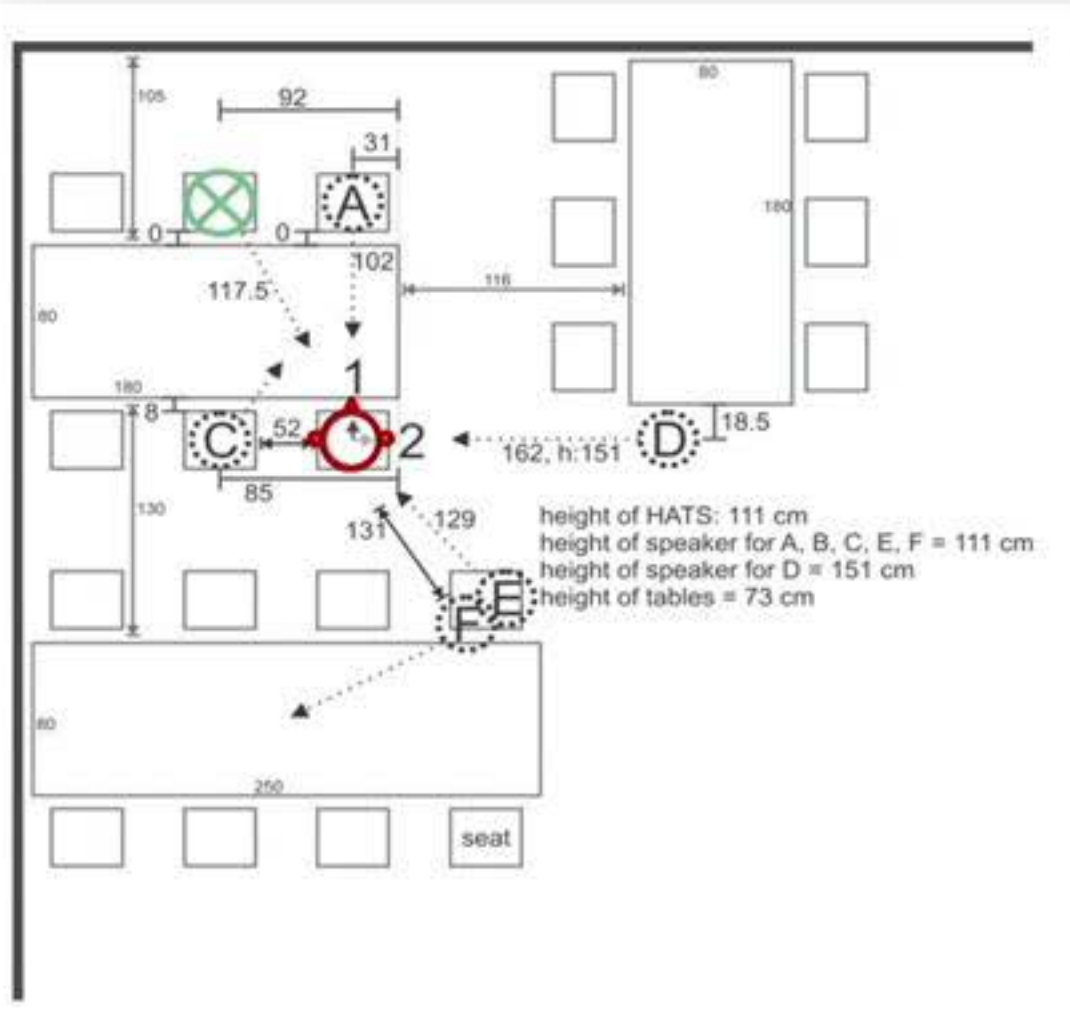 80
105
92
31
A
180
0
0
102
117.5
116
80
1
180
8
C
52
2
D
18.5
162, h:151
85
130
131
129
height of HATS: 111 cm
height of speaker for A, B, C, E, F = 111 cm
height of speaker for D = 151 cm
height of tables = 73 cm
E
F
80
250
seat